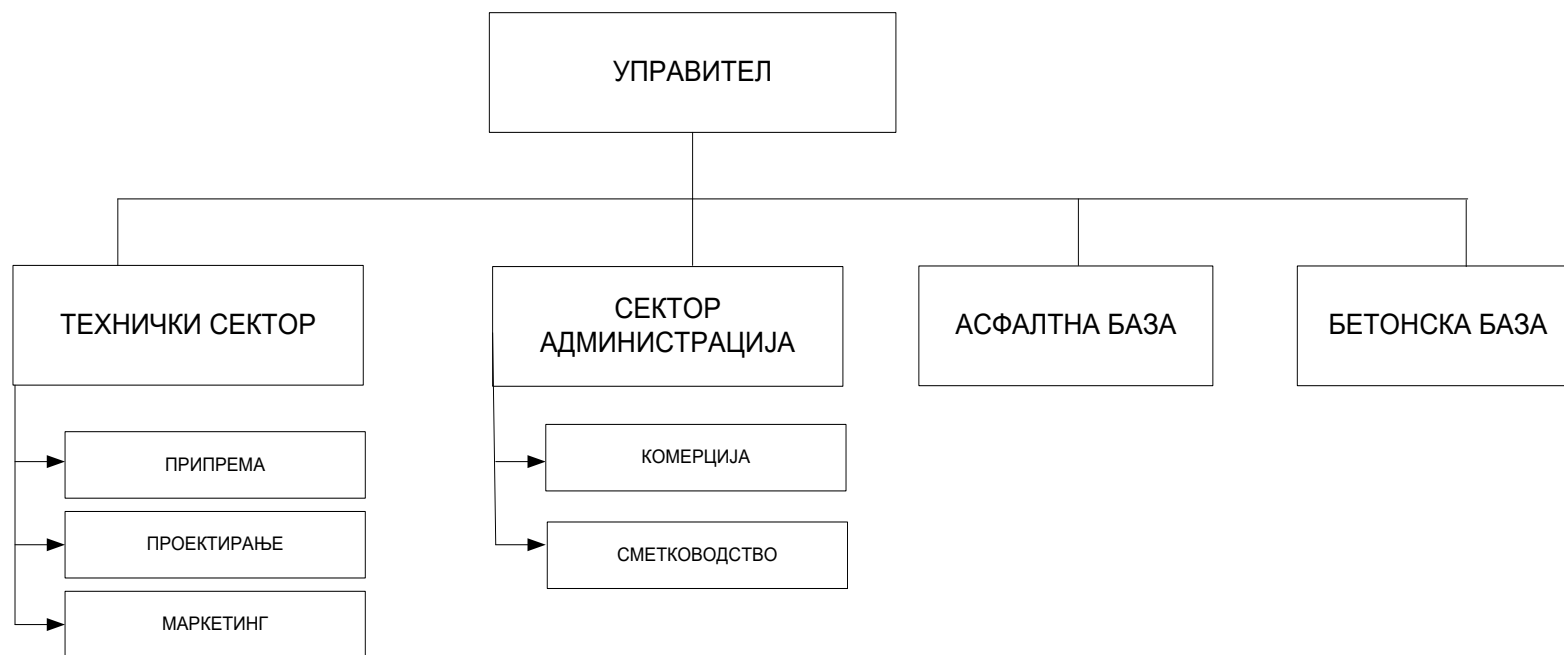 УПРАВИТЕЛ
ТЕХНИЧКИ СЕКТОР
СЕКТОР
АДМИНИСТРАЦИЈА
АСФАЛТНА БАЗА
БЕТОНСКА БАЗА
ПРИПРЕМА
ПРОЕКТИРАЊЕ
МАРКЕТИНГ
КОМЕРЦИЈА
СМЕТКОВОДСТВО